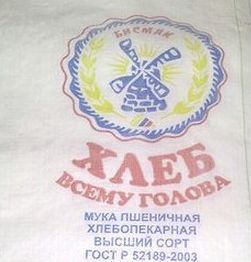 БИСМАК
ХЛЕБ
ВСЕМУ ГОЛОВА
МУКА ПШЕНИЧНАЯ
ХЛЕБОПЕКАРНАЯ
ВЫСШИЙ СОРТ
ГОСТ Р 52189-2003